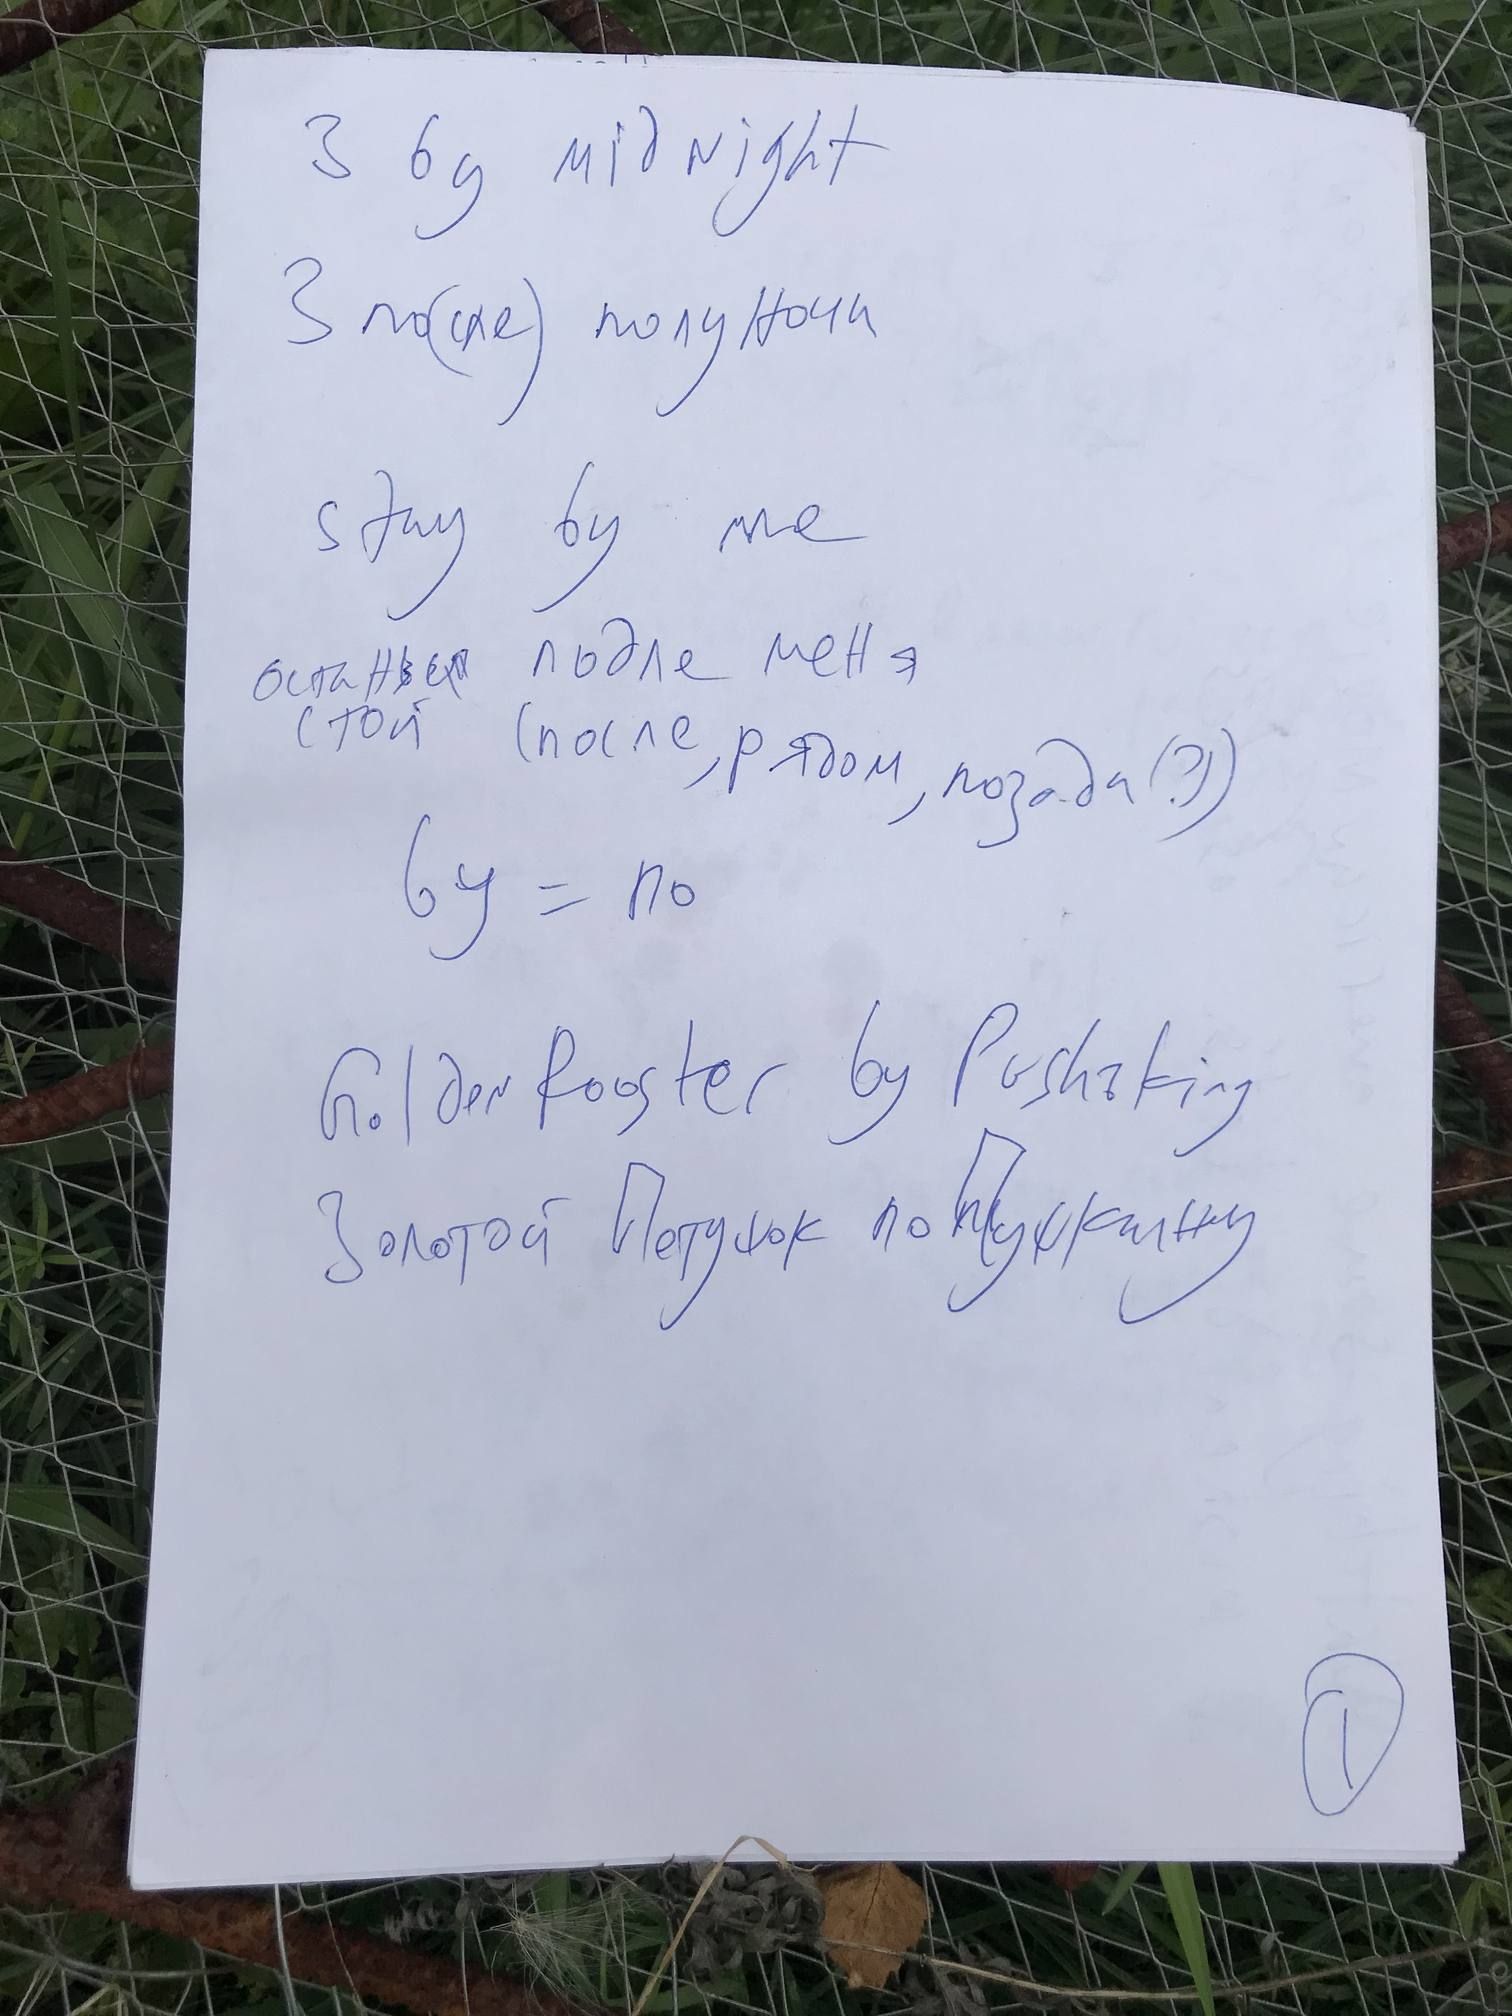 3 by midnight
3 по(сле) полуночи
stay by me
останься подле меня
стой (после, рядом, позади(?))
by = по
Golden Rooster by Pushking
Золотой Петушок по Пушкину
1